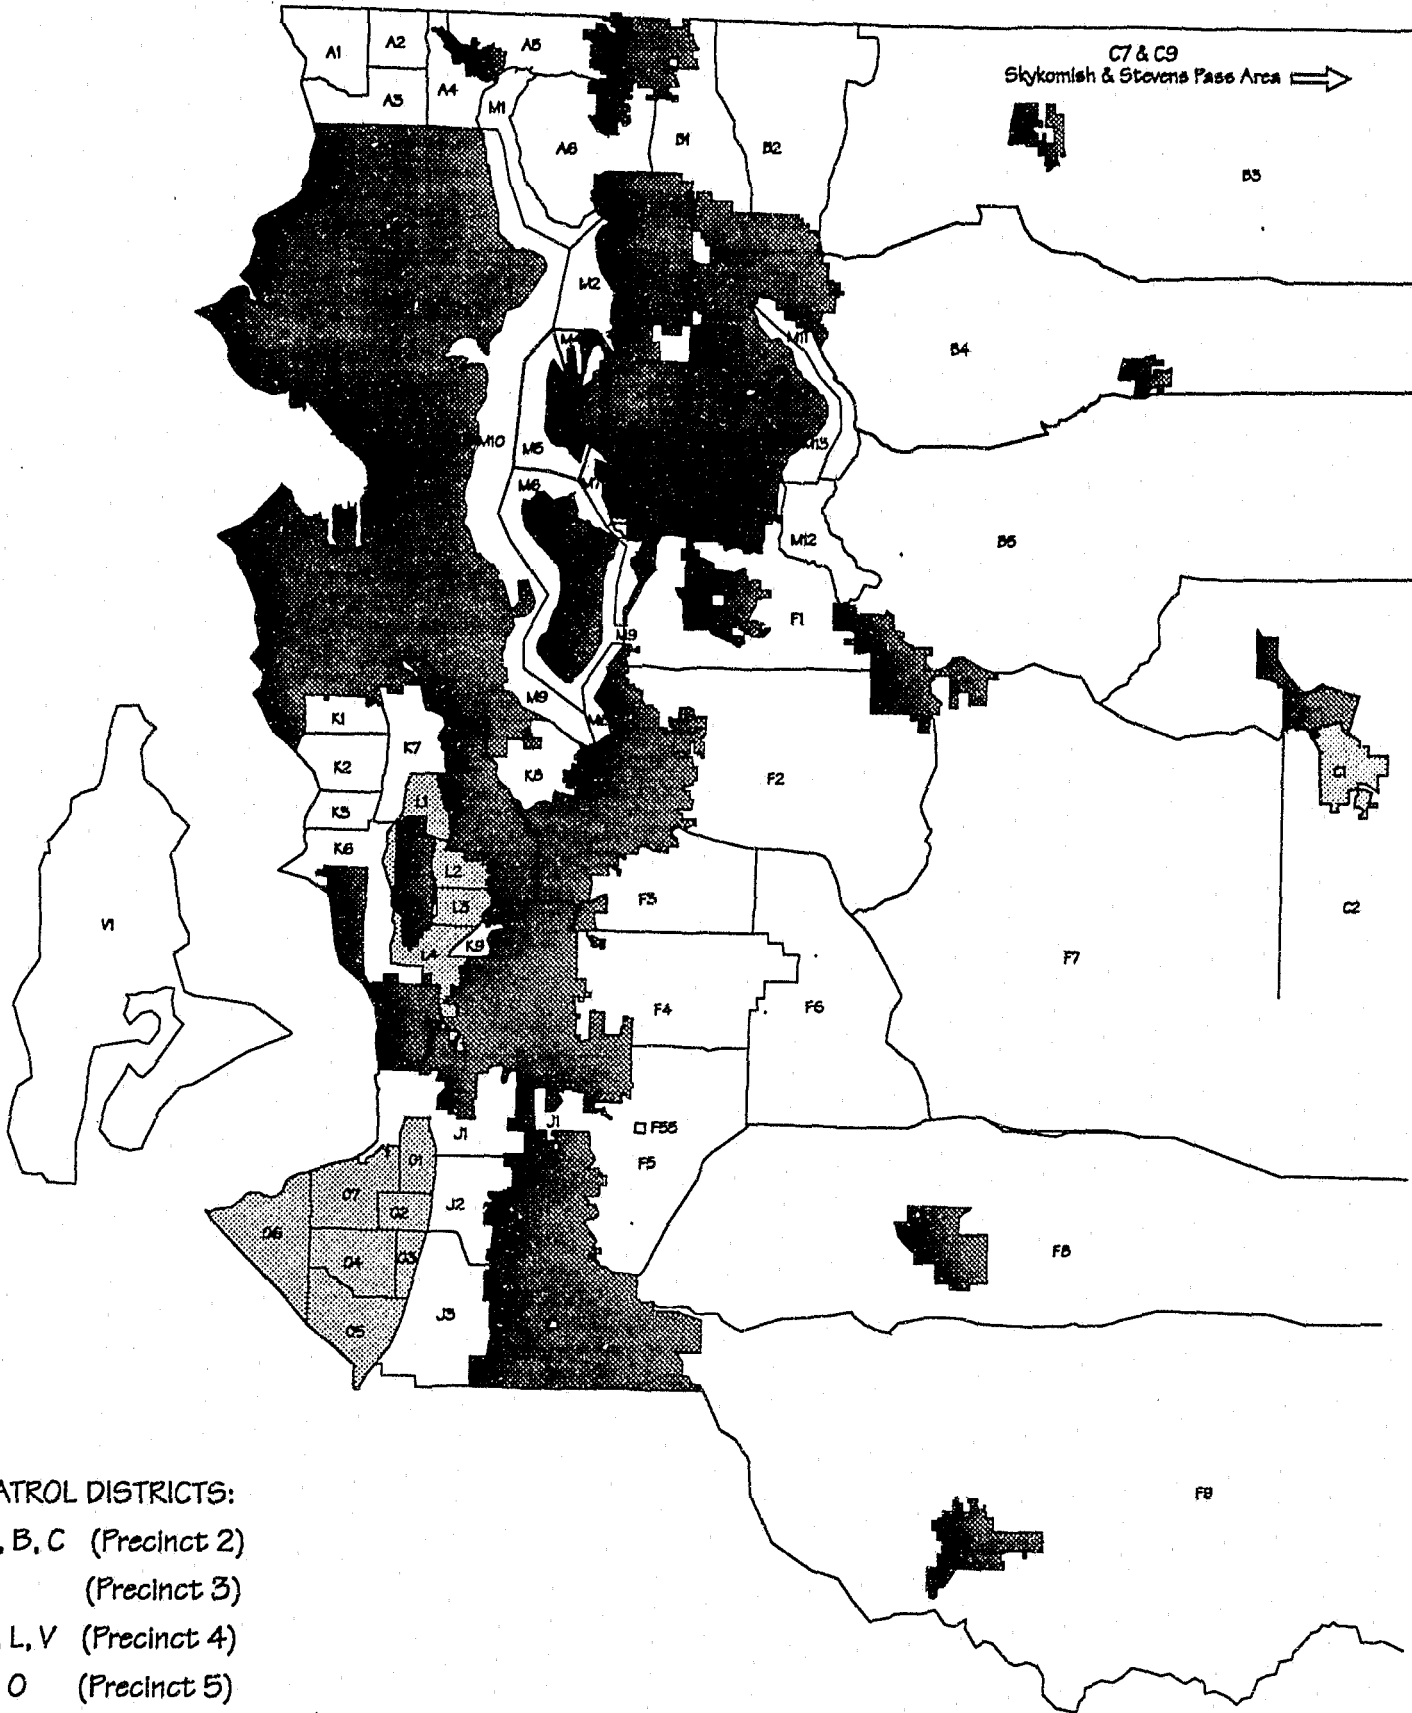 C7 & C9
Skykomish & Stevens Pass Area
A1
A2
A5
A3
A4
M1
A6
B1
B2
B3
M2
M11
B4
M10
M5
M13
M6
M7
M12
B5
F1
M9
M9
K1
K7
K2
K8
F2
C1
K3
L1
K6
L2
L3
F3
C2
V1
K9
L4
F7
F4
F6
J1
J1
F55
F5
O1
O7
O2
J2
O6
O4
O3
F8
J3
O5
F9
ATROL DISTRICTS:
, B, C (Precinct 2)
(Precinct 3)
L, V (Precinct 4)
O (Precinct 5)